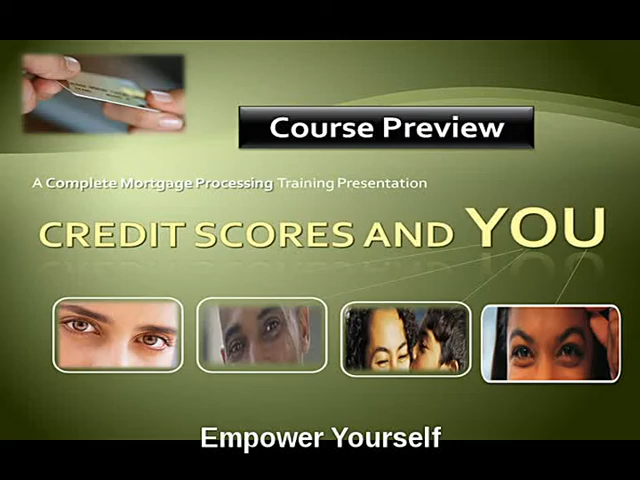 Course Preview
A Complete Mortgage Processing Training Presentation
CREDIT SCORES AND YOU
Empower Yourself